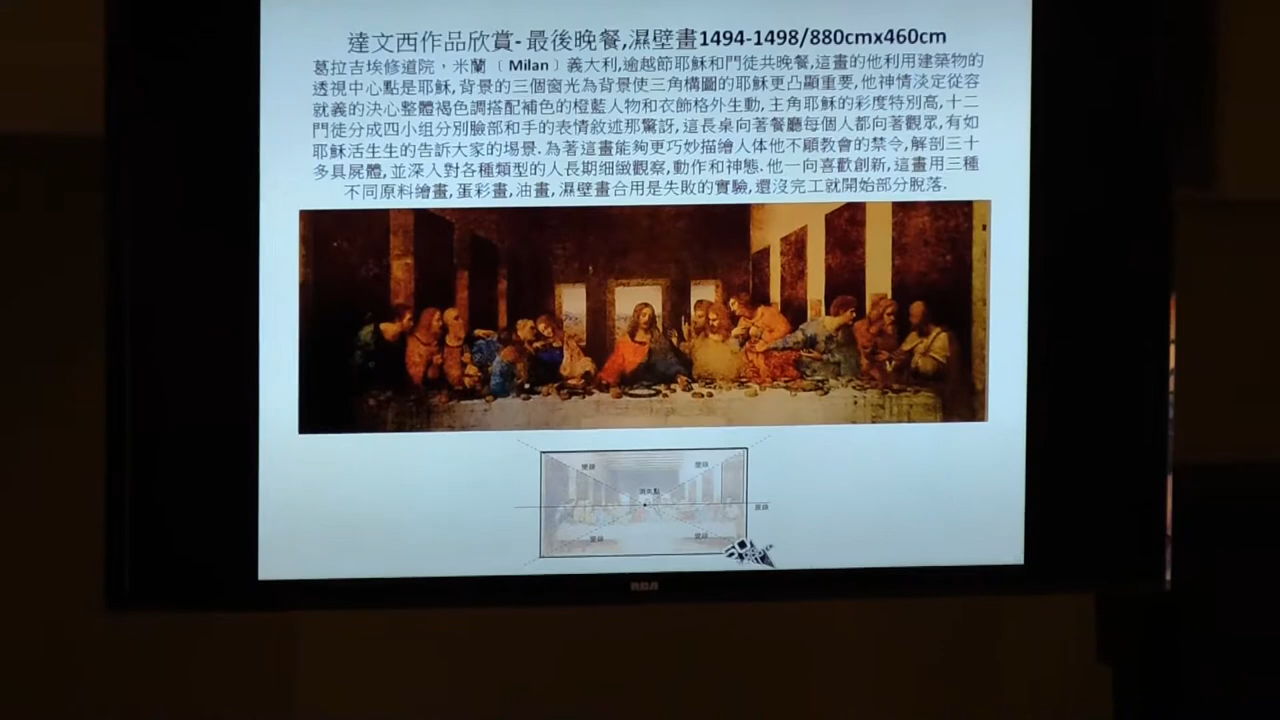 達文西作品欣賞- 最後晚餐,濕壁畫1494-1498/880cmx460cm
葛拉吉埃修道院，米蘭﹝Milan﹞義大利,逾越節耶穌和門徒共晚餐,這畫的他利用建築物的
透視中心點是耶穌,背景的三個窗光為背景使三角構圖的耶穌更凸顯重要,他神情淡定從容
就義的決心整體褐色調搭配補色的橙藍人物和衣飾格外生動,主角耶穌的彩度特別高,十二
門徒分成四小组分別臉部和手的表情敘述那驚訝,這長桌向著餐廳每個人都向著觀眾,有如
耶穌活生生的告訴大家的場景.為著這畫能夠更巧妙描繪人体他不顧教會的禁令,解剖三十
多具屍體,並深入對各種類型的人長期细緻觀察,動作和神態.他一向喜歡創新,這畫用三種
不同原料繪畫,蛋彩畫,油畫,濕壁畫合用是失敗的實驗,還沒完工就開始部分脫落.
消失點
RCA